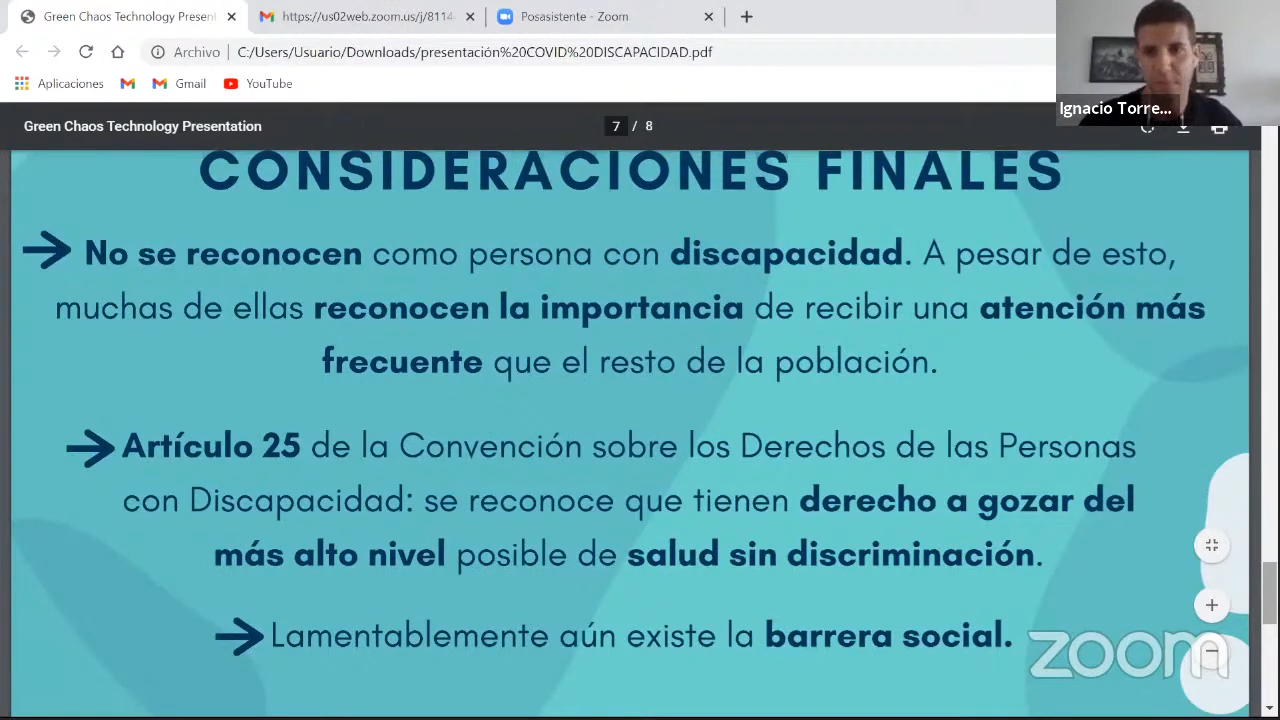 Green Chaos Technology Present
https://us02web.zoom.us/j/8114
Posasistente - Zoom
Archivo
C:/Users/Usuario/Downloads/presentación%20COVID%20DISCAPACIDAD.pdf
Aplicaciones
Gmail
YouTube
Ignacio Torre...
Green Chaos Technology Presentation
7 / 8
CONSIDERACIONES FINALES
→ No se reconocen como persona con discapacidad. A pesar de esto,
muchas de ellas reconocen la importancia de recibir una atención más
frecuente que el resto de la población.
→ Artículo 25 de la Convención sobre los Derechos de las Personas
con Discapacidad: se reconoce que tienen derecho a gozar del
más alto nivel posible de salud sin discriminación.
→ Lamentablemente aún existe la barrera social.
zoom